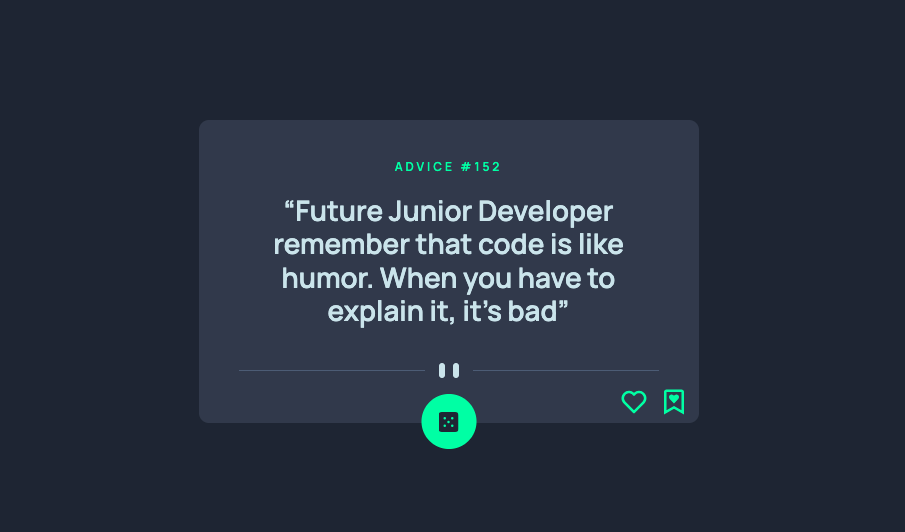 ADVICE #152
“Future Junior Developer
remember that code is like
humor. When you have to
explain it, it’s bad”